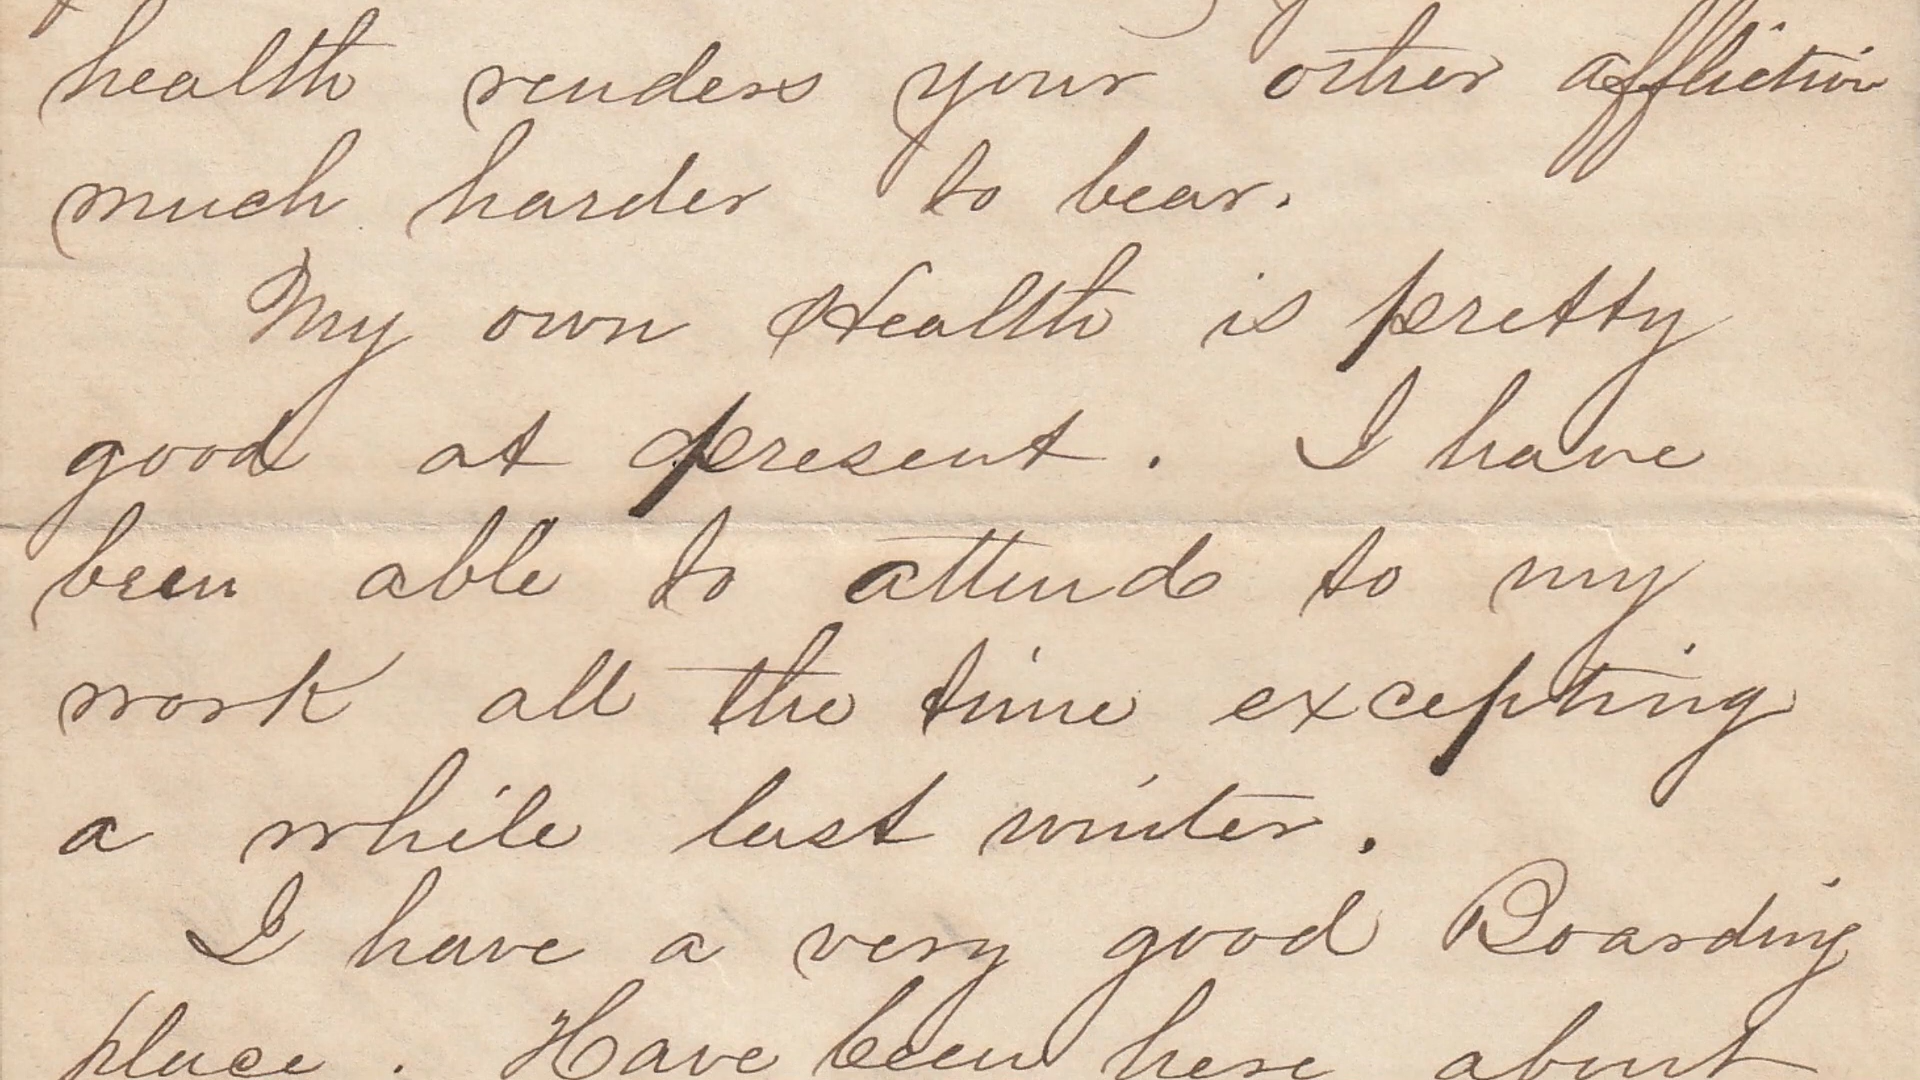 health renders your other affliction
much harder to bear.
My own Health is pretty
good at present. I have
been able to attend to my
work all the time excepting
a while last winter.
I have a very good Boarding
place. Have been here about